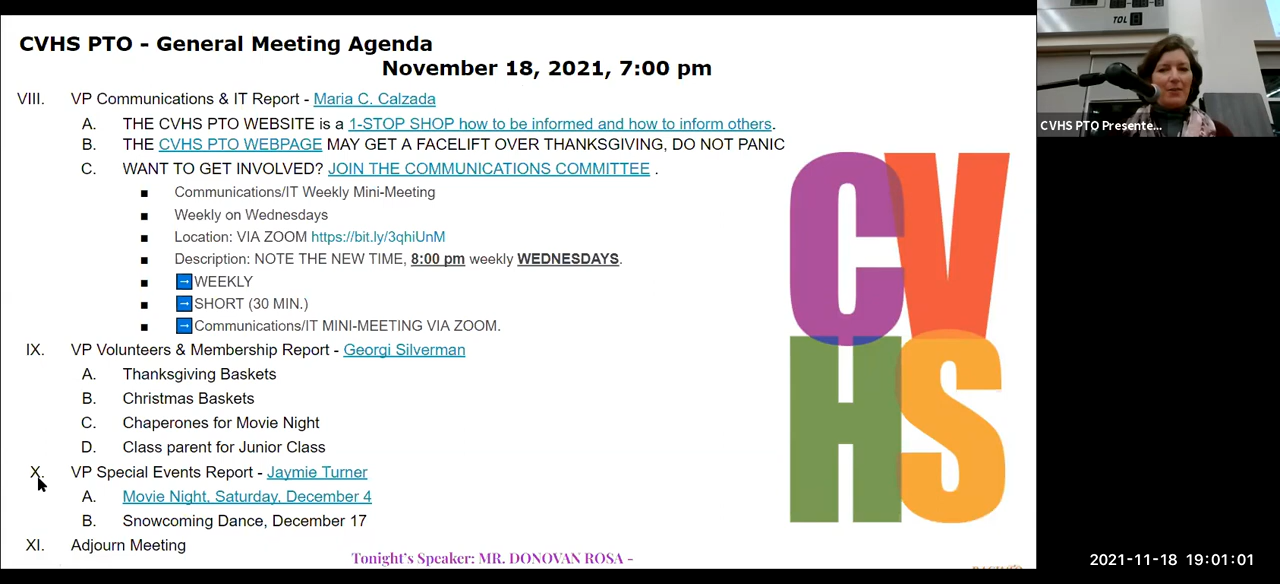 CVHS PTO - General Meeting Agenda
November 18, 2021, 7:00 pm
VIII. VP Communications & IT Report - Maria C. Calzada
A. THE CVHS PTO WEBSITE is a 1-STOP SHOP how to be informed and how to inform others.
B. THE CVHS PTO WEBPAGE MAY GET A FACELIFT OVER THANKSGIVING, DO NOT PANIC
C. WANT TO GET INVOLVED? JOIN THE COMMUNICATIONS COMMITTEE .
■ Communications/IT Weekly Mini-Meeting
■ Weekly on Wednesdays
■ Location: VIA ZOOM https://bit.ly/3qhiUnM
■ Description: NOTE THE NEW TIME, 8:00 pm weekly WEDNESDAYS.
■ ➡WEEKLY
■ ➡SHORT (30 MIN.)
■ ➡Communications/IT MINI-MEETING VIA ZOOM.
IX. VP Volunteers & Membership Report - Georgi Silverman
A. Thanksgiving Baskets
B. Christmas Baskets
C. Chaperones for Movie Night
D. Class parent for Junior Class
X. VP Special Events Report - Jaymie Turner
A. Movie Night, Saturday, December 4
B. Snowcoming Dance, December 17
XI. Adjourn Meeting
Tonight's Speaker: MR. DONOVAN ROSA -
CV
HS
TOL
CVHS PTO Presente...
2021-11-18 19:01:01